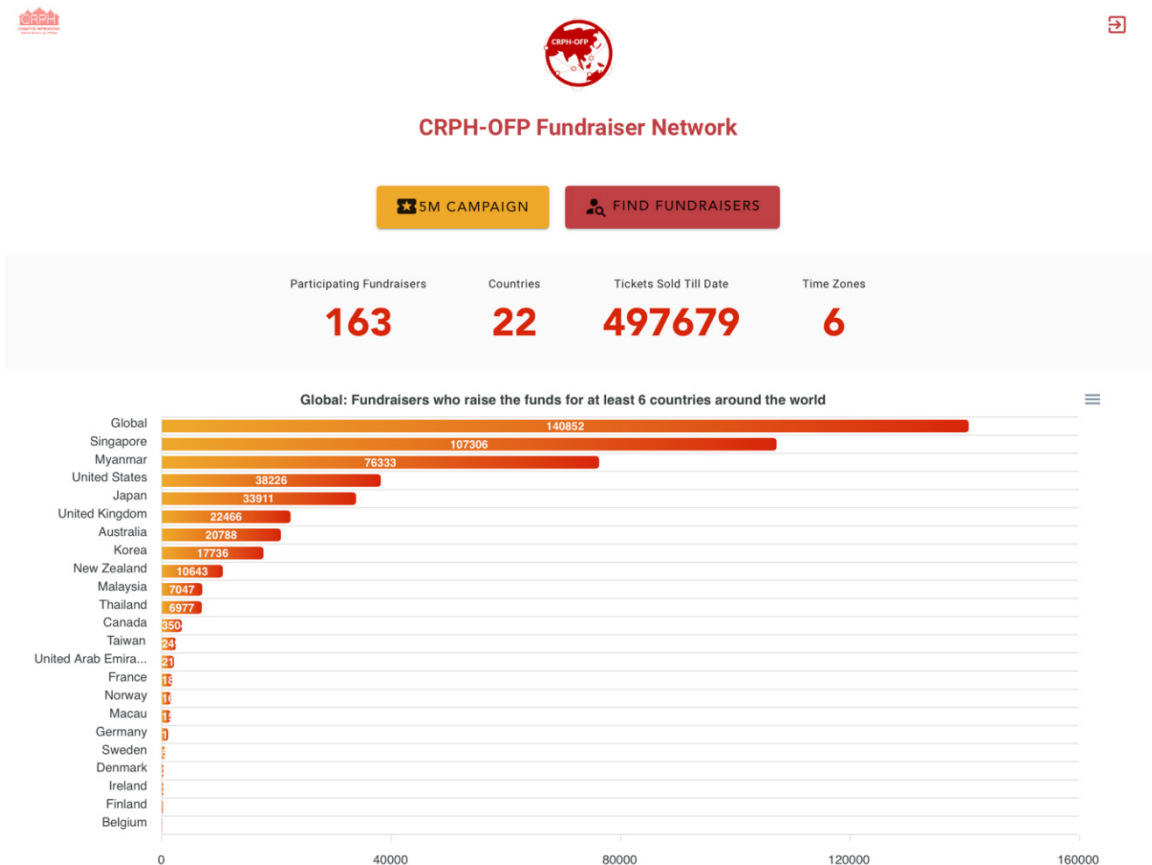 CRPH
CRPH-OFP
CRPH-OFP Fundraiser Network
5M CAMPAIGN
FIND FUNDRAISERS
Participating Fundraisers Countries Tickets Sold Till Date Time Zones
163 22 497679 6
Global: Fundraisers who raise the funds for at least 6 countries around the world
Global 140852
Singapore 107306
Myanmar 76333
United States 38226
Japan 33911
United Kingdom 22466
Australia 20788
Korea 17736
New Zealand 10643
Malaysia 7047
Thailand 6977
Canada
Taiwan
United Arab Emira...
France
Norway
Macau
Germany
Sweden
Denmark
Ireland
Finland
Belgium
0 40000 80000 120000 160000